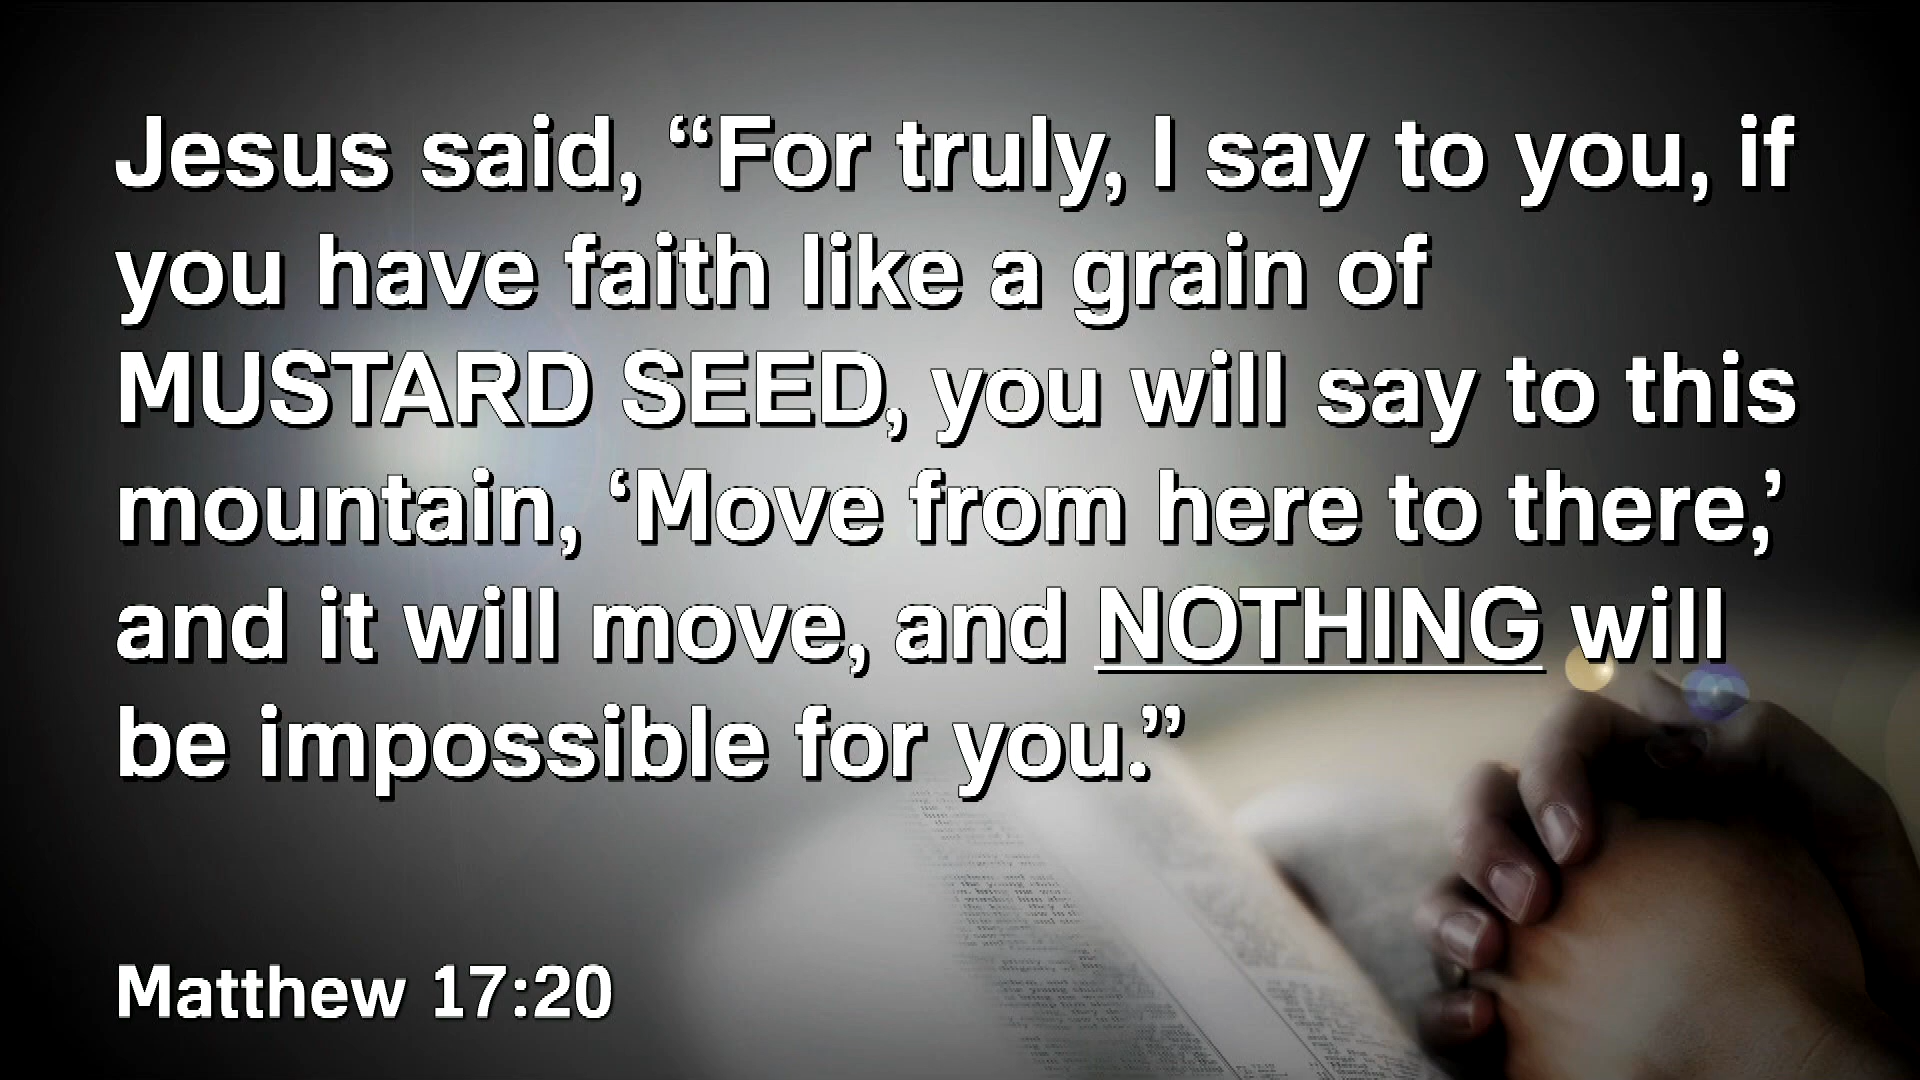 Jesus said, “For truly, I say to you, if
you have faith like a grain of
MUSTARD SEED, you will say to this
mountain, ‘Move from here to there,’
and it will move, and NOTHING will
be impossible for you.”
Matthew 17:20